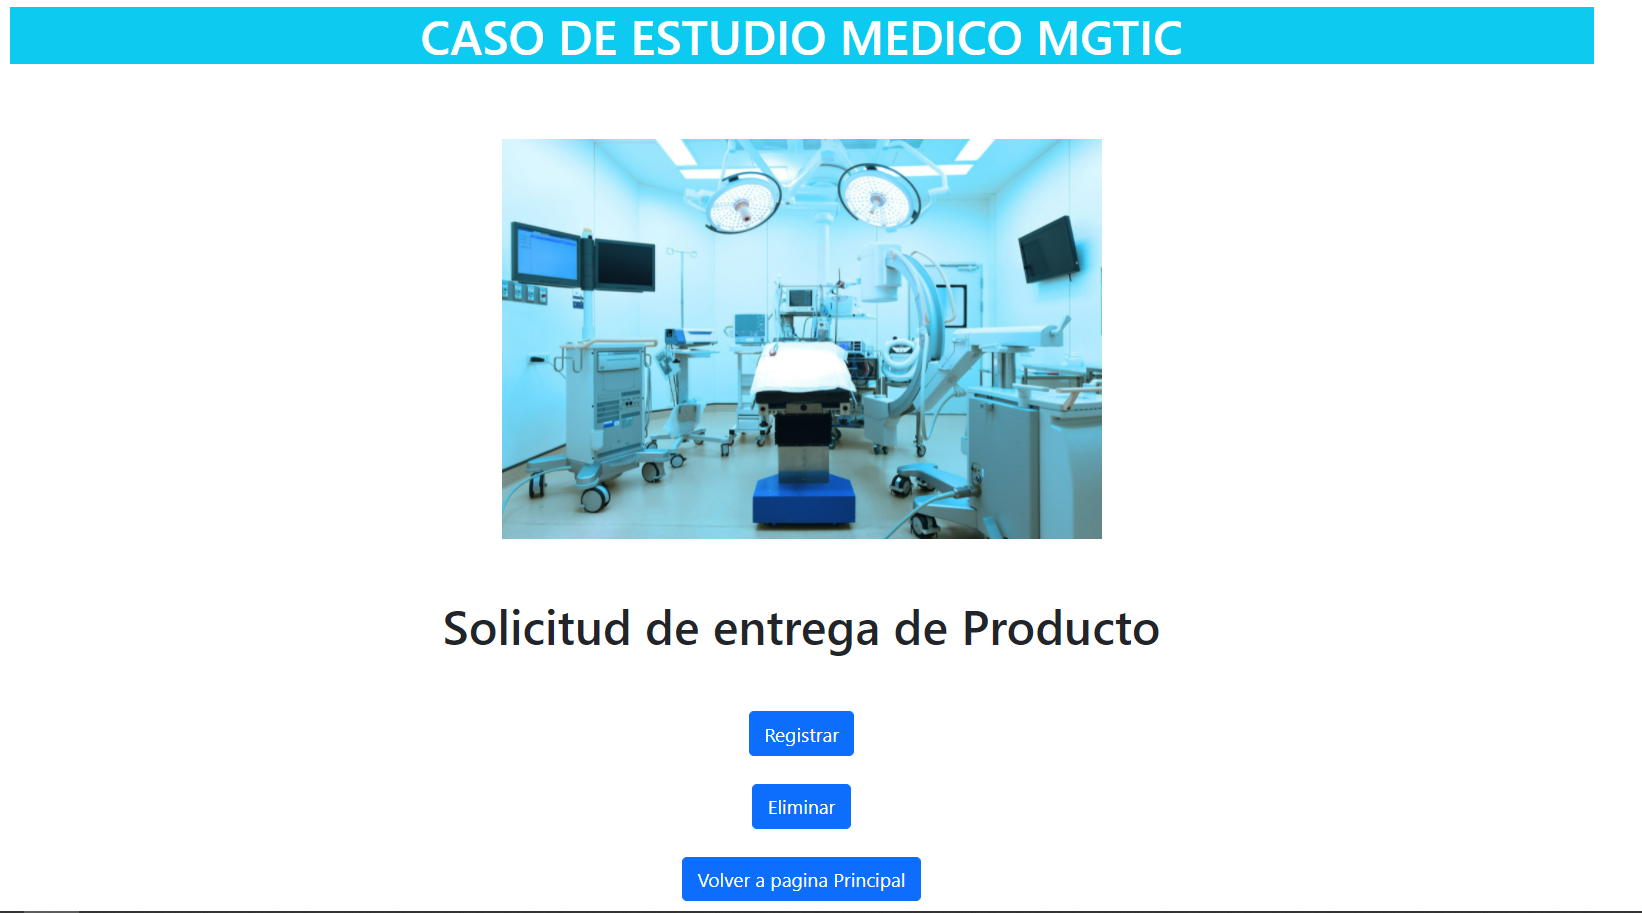 CASO DE ESTUDIO MEDICO MGTIC
Solicitud de entrega de Producto
Registrar
Eliminar
Volver a pagina Principal